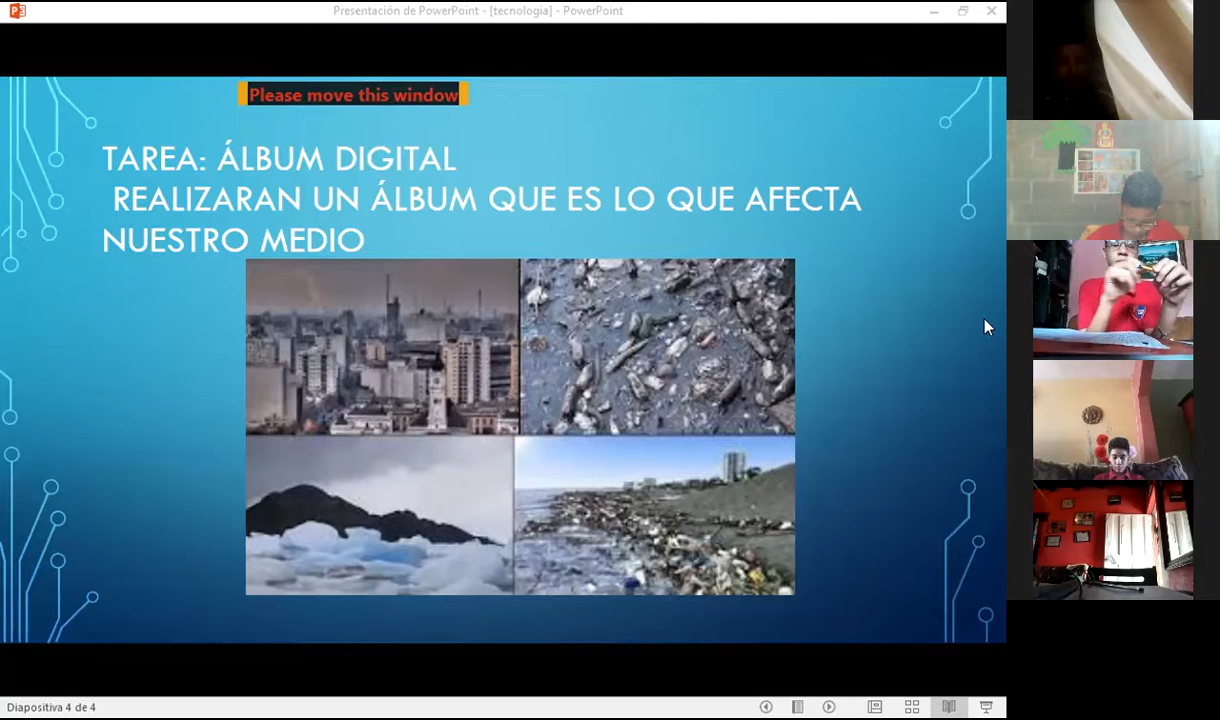 Presentación de PowerPoint - [tecnologia] - PowerPoint
Please move this window
TAREA: ÁLBUM DIGITAL
REALIZARAN UN ÁLBUM QUE ES LO QUE AFECTA
NUESTRO MEDIO
Diapositiva 4 de 4